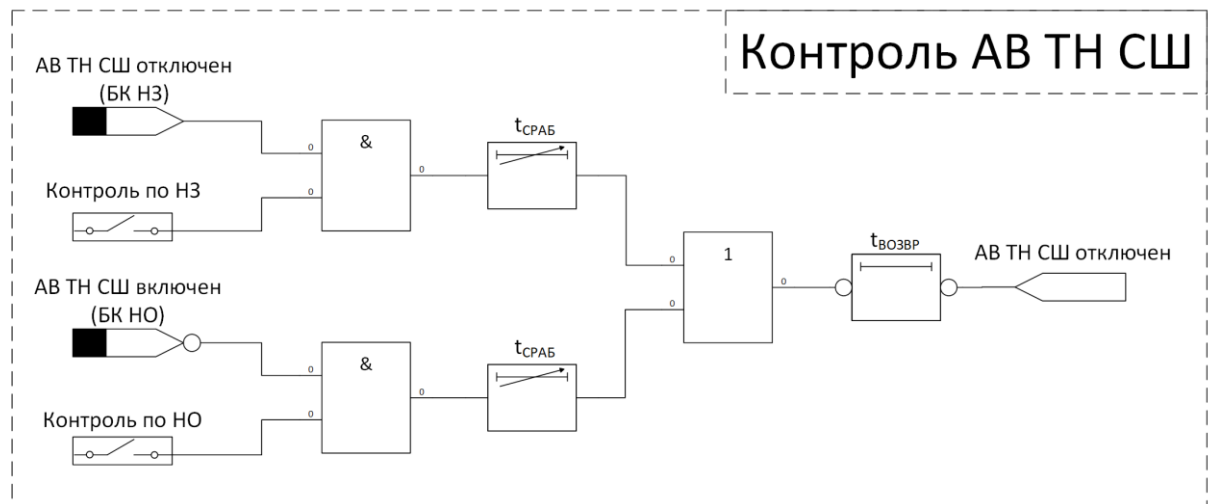 Контроль АВ ТН СШ
АВ ТН СШ отключен
(БК НЗ)
&
0
0
0
tСРАБ
Контроль по НЗ
АВ ТН СШ включен
(БК НО)
&
0
0
0
tСРАБ
Контроль по НО
1
0
0
0
tВОЗВР
АВ ТН СШ отключен